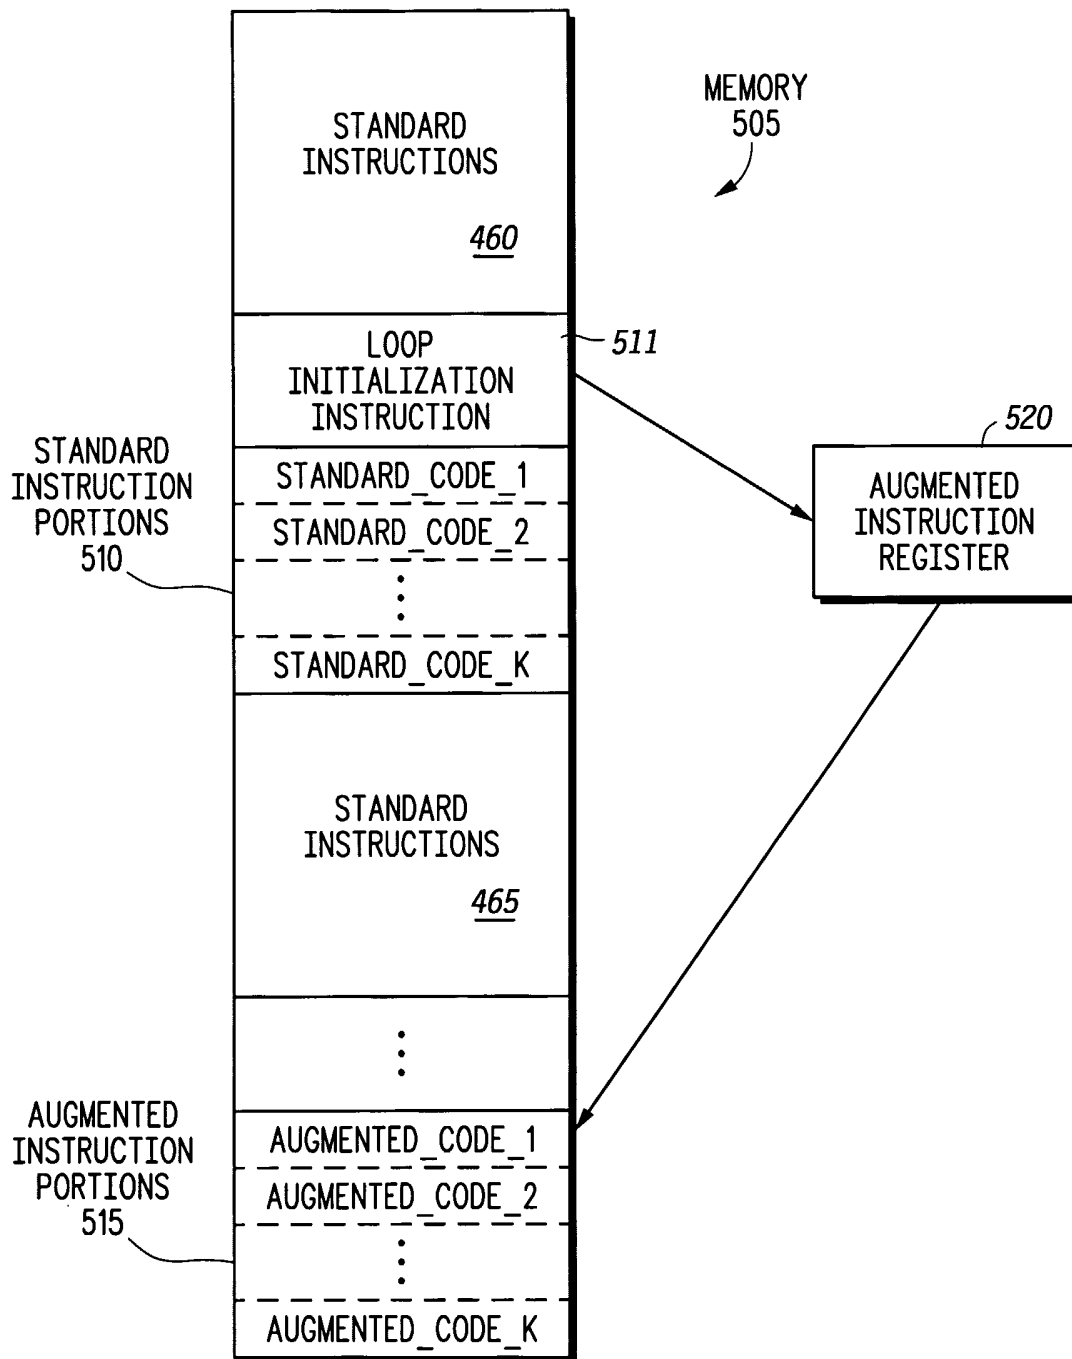 STANDARD
INSTRUCTIONS
460
MEMORY
505
LOOP
INITIALIZATION
INSTRUCTION
511
STANDARD
INSTRUCTION
PORTIONS
510
STANDARD_CODE_1
STANDARD_CODE_2
STANDARD_CODE_K
520
AUGMENTED
INSTRUCTION
REGISTER
STANDARD
INSTRUCTIONS
465
AUGMENTED
INSTRUCTION
PORTIONS
515
AUGMENTED_CODE_1
AUGMENTED_CODE_2
AUGMENTED_CODE_K